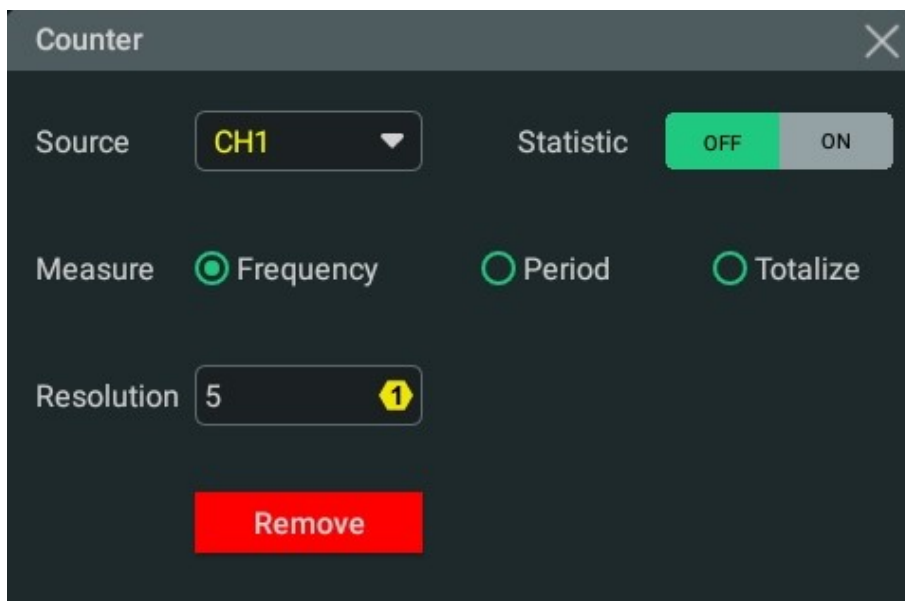 Counter
Source CH1 Statistic OFF ON
Measure Frequency Period Totalize
Resolution 5 1
Remove